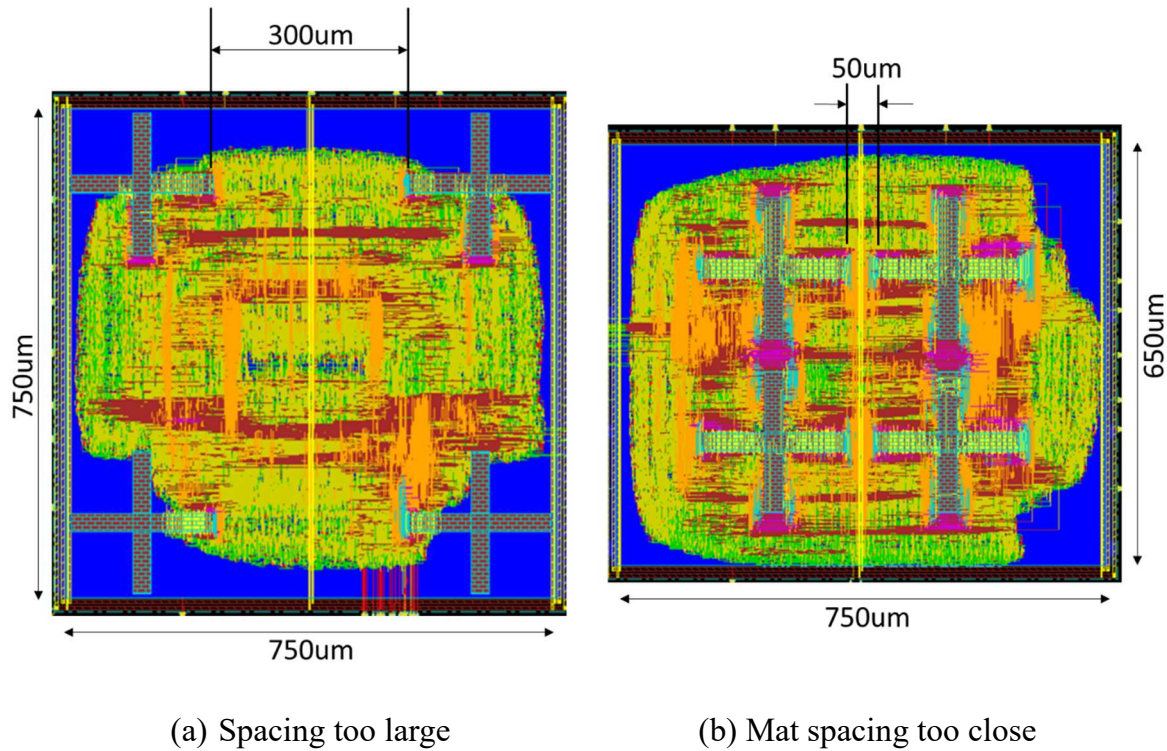 300um
50um
750um
650um
750um
750um
(a) Spacing too large
(b) Mat spacing too close